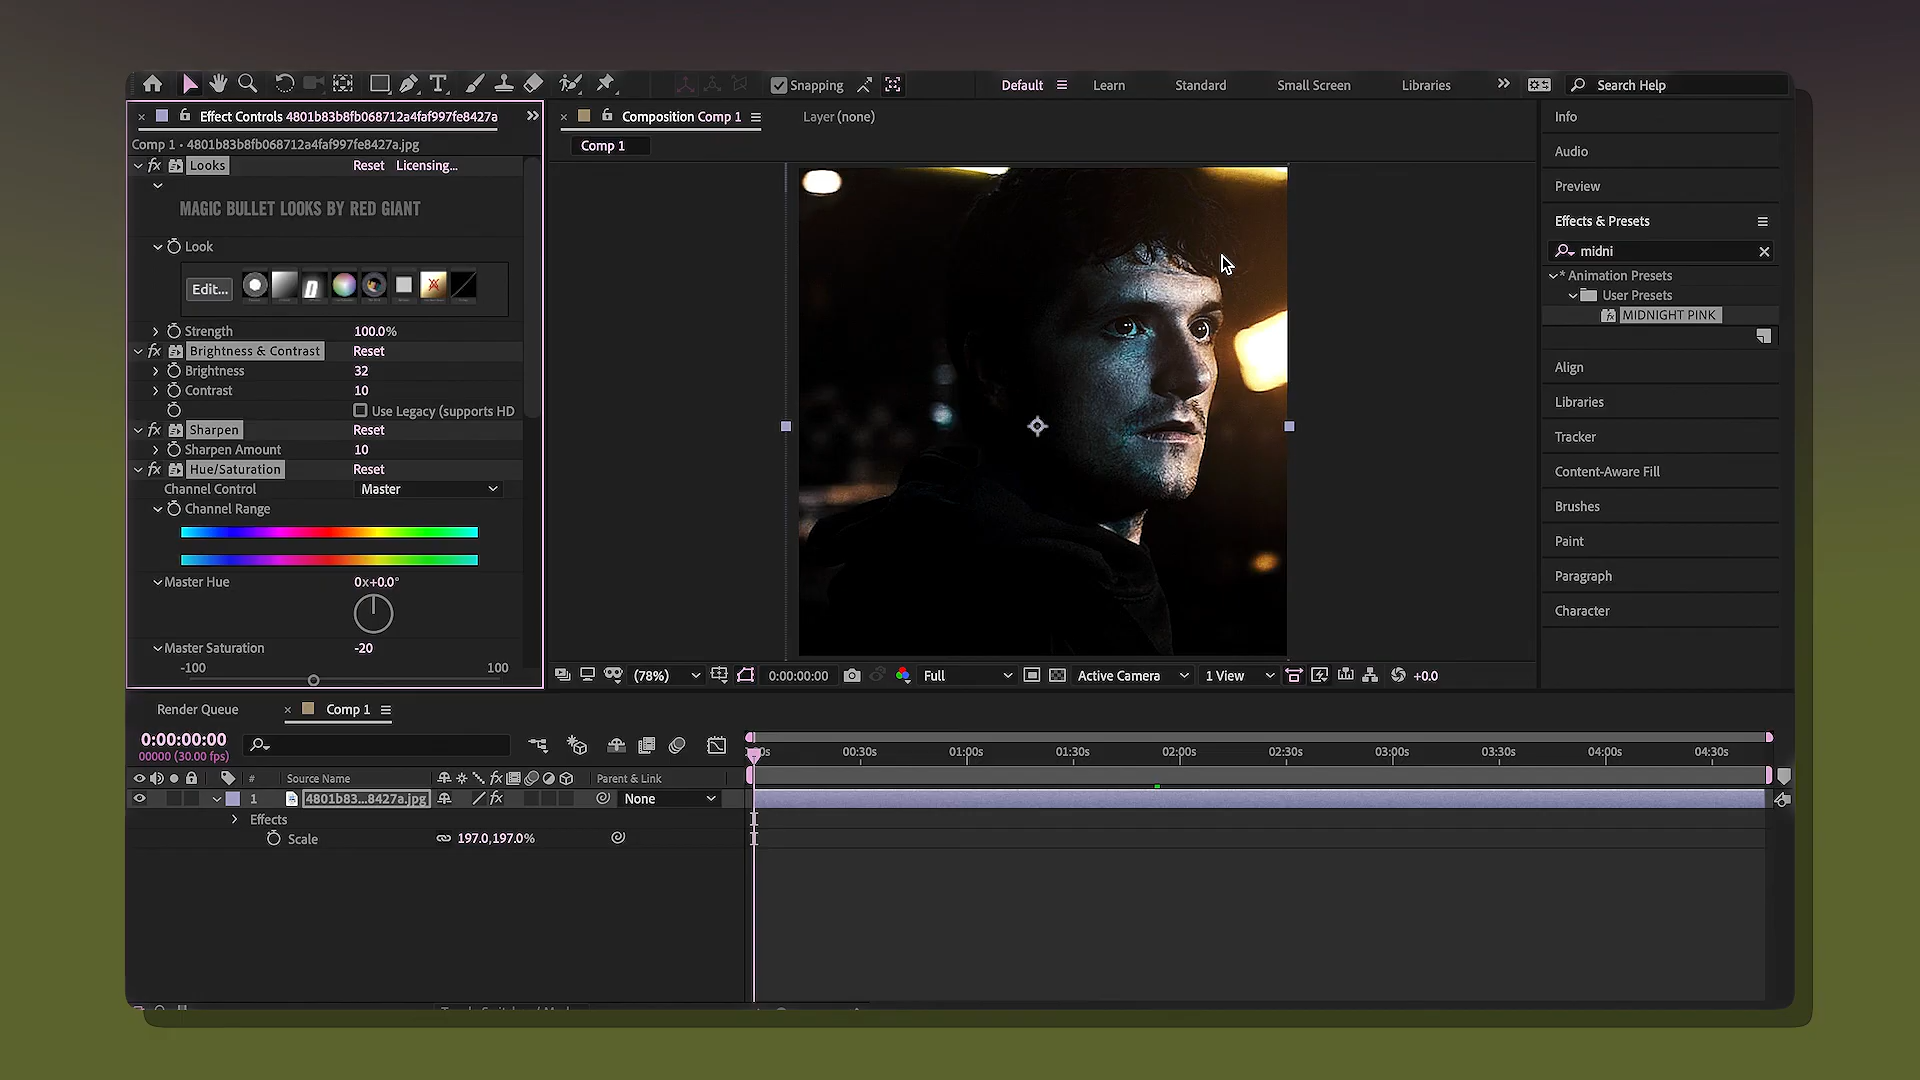 Snapping
Default
Learn
Standard
Small Screen
Libraries
Search Help
Effect Controls 4801b83b8fb068712a4faf997fe8427a
Composition Comp 1
Layer (none)
Info
Comp 1 • 4801b83b8fb068712a4faf997fe8427a.jpg
Comp 1
Audio
fx Looks Reset Licensing...
Preview
MAGIC BULLET LOOKS BY RED GIANT
Effects & Presets
Look
midni
Edit...
* Animation Presets
User Presets
MIDNIGHT PINK
Strength 100.0%
fx Brightness & Contrast Reset
Brightness 32
Align
Contrast 10
Libraries
Use Legacy (supports HD
fx Sharpen Reset
Tracker
Sharpen Amount 10
fx Hue/Saturation Reset
Content-Aware Fill
Channel Control Master
Channel Range
Brushes
Paint
Master Hue 0x+0.0°
Paragraph
Character
Master Saturation -20
-100 100
(78%) 0:00:00:00 Full Active Camera 1 View +0.0
Render Queue
Comp 1
0:00:00:00
00000 (30.00 fps)
00:30s 01:00s 01:30s 02:00s 02:30s 03:00s 03:30s 04:00s 04:30s
# Source Name fx Parent & Link
1 4801b83...8427a.jpg fx None
Effects
Scale 197.0,197.0%